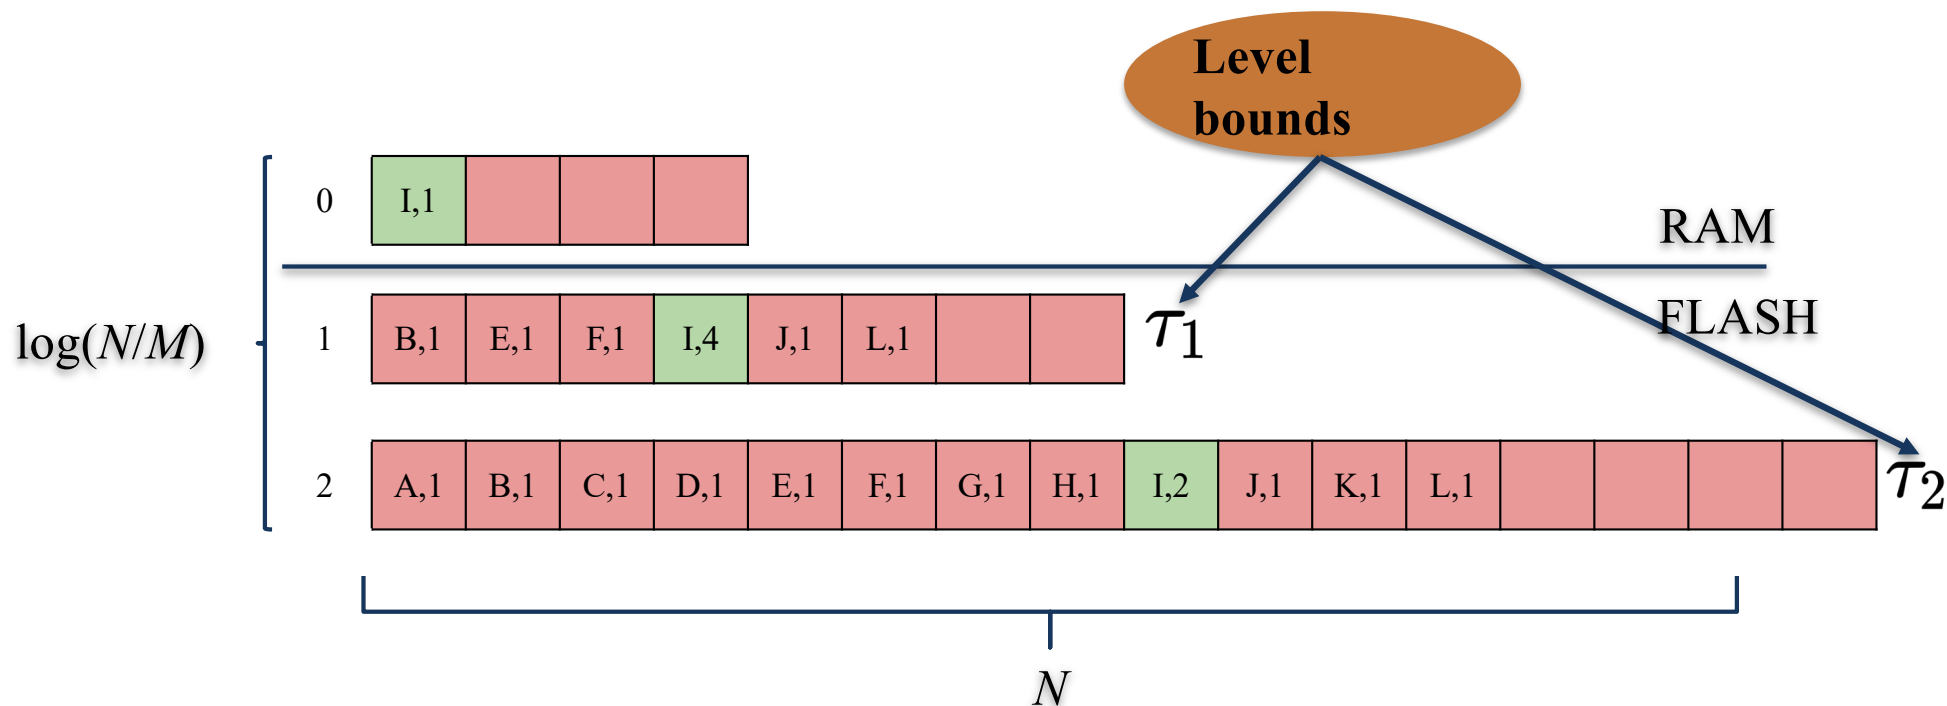 Level
bounds
0 I,1
RAM
FLASH
log(N/M)
1 B,1 E,1 F,1 I,4 J,1 L,1 τ1
2 A,1 B,1 C,1 D,1 E,1 F,1 G,1 H,1 I,2 J,1 K,1 L,1 τ2
N